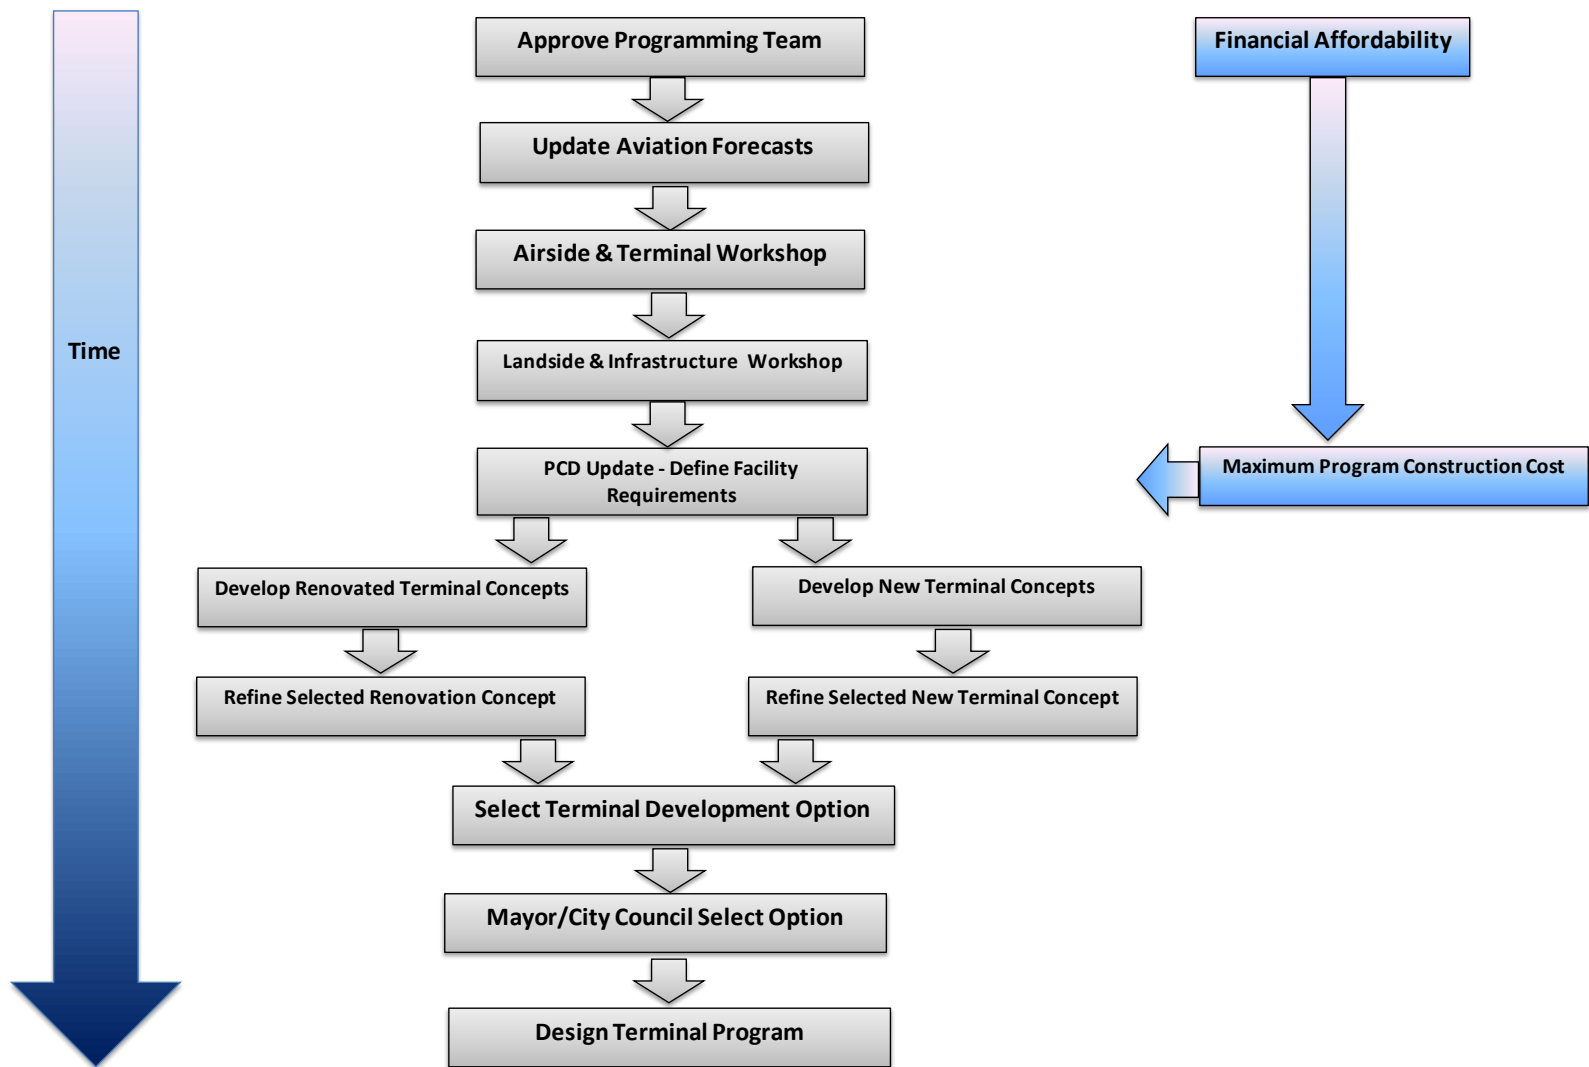 Approve Programming Team
Financial Affordability
Update Aviation Forecasts
Airside & Terminal Workshop
Time
Landside & Infrastructure Workshop
PCD Update - Define Facility
Requirements
Maximum Program Construction Cost
Develop Renovated Terminal Concepts
Develop New Terminal Concepts
Refine Selected Renovation Concept
Refine Selected New Terminal Concept
Select Terminal Development Option
Mayor/City Council Select Option
Design Terminal Program